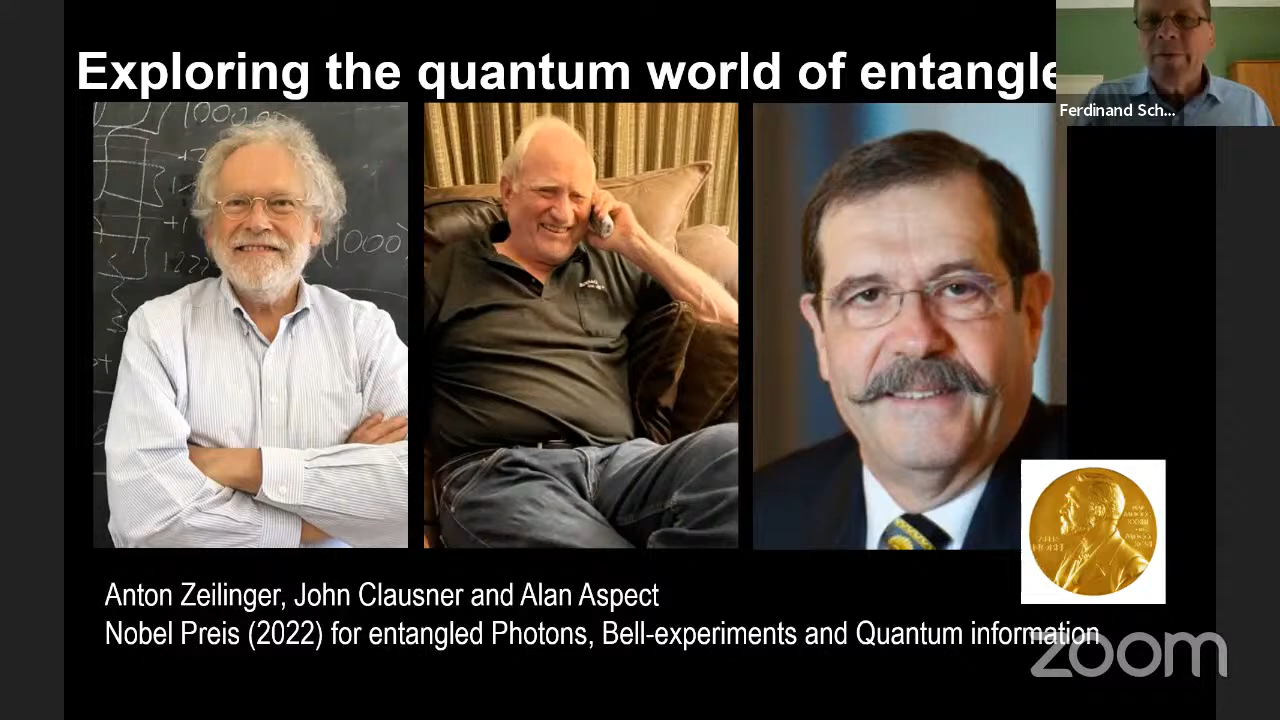 Exploring the quantum world of entangle
Ferdinand Sch...
(1000)
Anton Zeilinger, John Clausner and Alan Aspect
Nobel Preis (2022) for entangled Photons, Bell-experiments and Quantum information
zoom